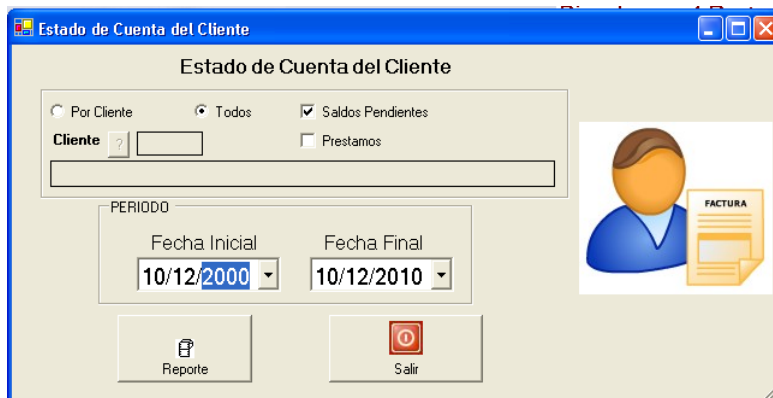 Estado de Cuenta del Cliente
Estado de Cuenta del Cliente
Por Cliente Todos Saldos Pendientes
Cliente ? Prestamos
PERIODO
Fecha Inicial Fecha Final
10/12/2000 10/12/2010
FACTURA
Reporte Salir